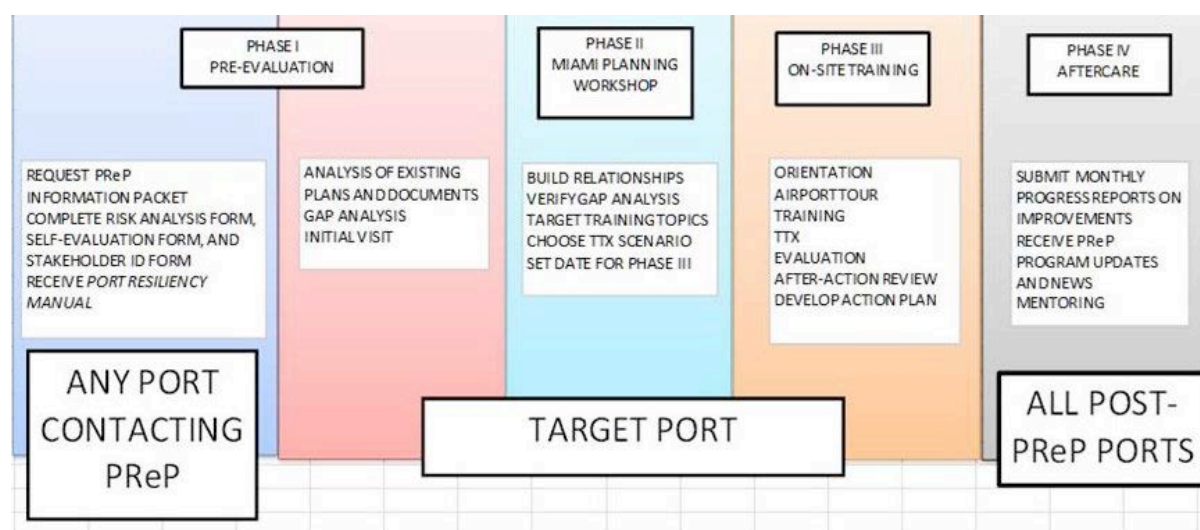 PHASE I
PRE-EVALUATION
PHASE II
MIAMI PLANNING
WORKSHOP
PHASE III
ON-SITE TRAINING
PHASE IV
AFTERCARE
REQUEST PReP
INFORMATION PACKET
COMPLETE RISK ANALYSIS FORM,
SELF-EVALUATION FORM, AND
STAKEHOLDER ID FORM
RECEIVE PORT RESILIENCY
MANUAL
ANALYSIS OF EXISTING
PLANS AND DOCUMENTS
GAP ANALYSIS
INITIAL VISIT
BUILD RELATIONSHIPS
VERIFY GAP ANALYSIS
TARGET TRAINING TOPICS
CHOOSE TTX SCENARIO
SET DATE FOR PHASE III
ORIENTATION
AIRPORT TOUR
TRAINING
TTX
EVALUATION
AFTER-ACTION REVIEW
DEVELOP ACTION PLAN
SUBMIT MONTHLY
PROGRESS REPORTS ON
IMPROVEMENTS
RECEIVE PReP
PROGRAM UPDATES
AND NEWS
MENTORING
ANY PORT
CONTACTING
PReP
TARGET PORT
ALL POST-
PReP PORTS